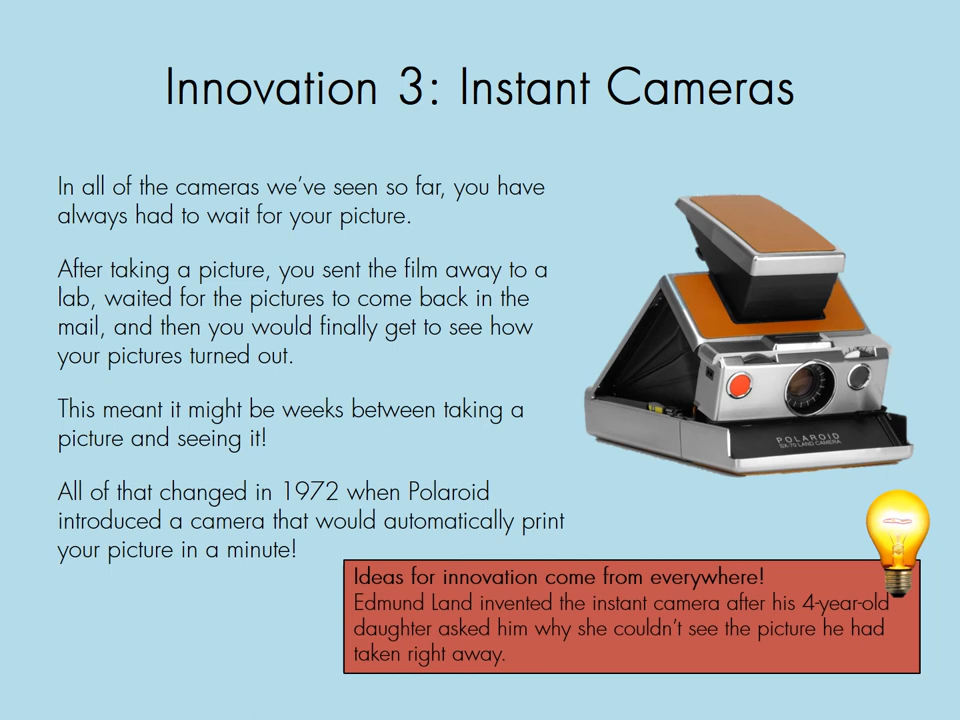 Innovation 3: Instant Cameras
In all of the cameras we've seen so far, you have
always had to wait for your picture.
After taking a picture, you sent the film away to a
lab, waited for the pictures to come back in the
mail, and then you would finally get to see how
your pictures turned out.
This meant it might be weeks between taking a
picture and seeing it!
All of that changed in 1972 when Polaroid
introduced a camera that would automatically print
your picture in a minute!
POLAROID
SX-70 LAND CAMERA
Ideas for innovation come from everywhere!
Edmund Land invented the instant camera after his 4-year-old
daughter asked him why she couldn't see the picture he had
taken right away.